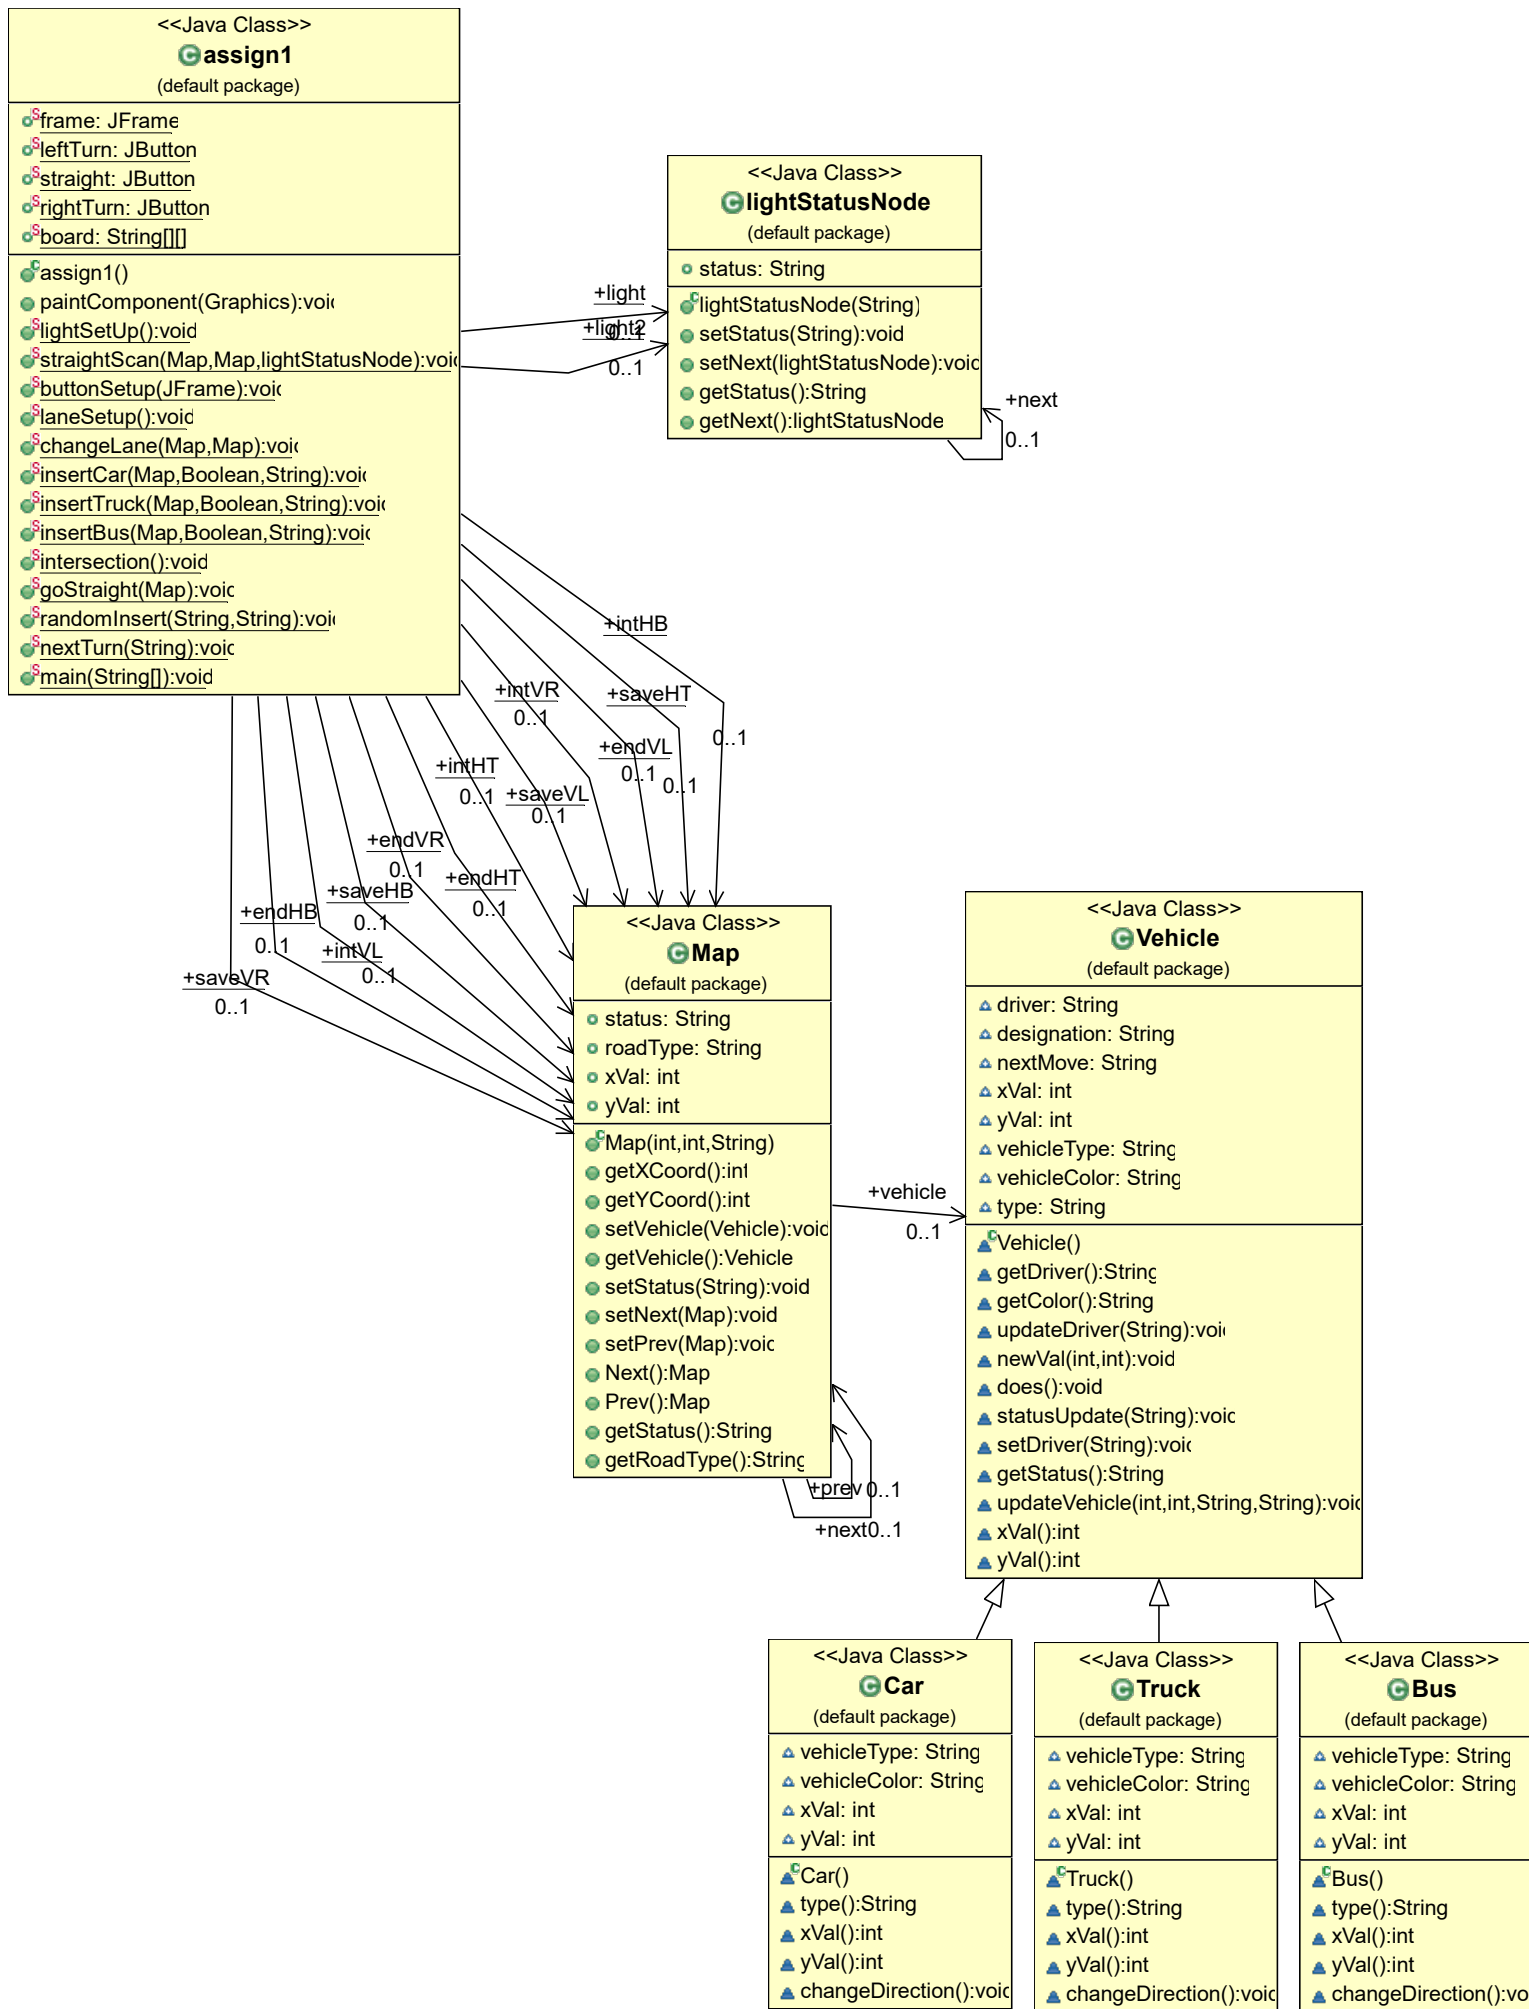 <<Java Class>>
assign1
(default package)
frame: JFrame
leftTurn: JButton
straight: JButton
rightTurn: JButton
board: String[][]
assign1()
paintComponent(Graphics):void
lightSetUp():void
straightScan(Map,Map,lightStatusNode):void
buttonSetup(JFrame):void
laneSetup():void
changeLane(Map,Map):void
insertCar(Map,Boolean,String):void
insertTruck(Map,Boolean,String):void
insertBus(Map,Boolean,String):void
intersection():void
goStraight(Map):void
randomInsert(String,String):void
nextTurn(String):void
main(String[]):void
+light
0..1
+light2
0..1
<<Java Class>>
lightStatusNode
(default package)
status: String
lightStatusNode(String)
setStatus(String):void
setNext(lightStatusNode):void
getStatus():String
getNext():lightStatusNode
+next
0..1
+intHB
0..1
+saveHT
0..1
+intVR
0..1
+endVL
0..1
+intHT
0..1
+saveVL
0..1
+endVR
0..1
+endHT
0..1
+saveHB
0..1
+endHB
0..1
+intVL
0..1
+saveVR
0..1
<<Java Class>>
Map
(default package)
status: String
roadType: String
xVal: int
yVal: int
Map(int,int,String)
getXCoord():int
getYCoord():int
setVehicle(Vehicle):void
getVehicle():Vehicle
setStatus(String):void
setNext(Map):void
setPrev(Map):void
Next():Map
Prev():Map
getStatus():String
getRoadType():String
+prev 0..1
+next 0..1
+vehicle
0..1
<<Java Class>>
Vehicle
(default package)
driver: String
designation: String
nextMove: String
xVal: int
yVal: int
vehicleType: String
vehicleColor: String
type: String
Vehicle()
getDriver():String
getColor():String
updateDriver(String):void
newVal(int,int):void
does():void
statusUpdate(String):void
setDriver(String):void
getStatus():String
updateVehicle(int,int,String,String):void
xVal():int
yVal():int
<<Java Class>>
Car
(default package)
vehicleType: String
vehicleColor: String
xVal: int
yVal: int
Car()
type():String
xVal():int
yVal():int
changeDirection():void
<<Java Class>>
Truck
(default package)
vehicleType: String
vehicleColor: String
xVal: int
yVal: int
Truck()
type():String
xVal():int
yVal():int
changeDirection():void
<<Java Class>>
Bus
(default package)
vehicleType: String
vehicleColor: String
xVal: int
yVal: int
Bus()
type():String
xVal():int
yVal():int
changeDirection():vo